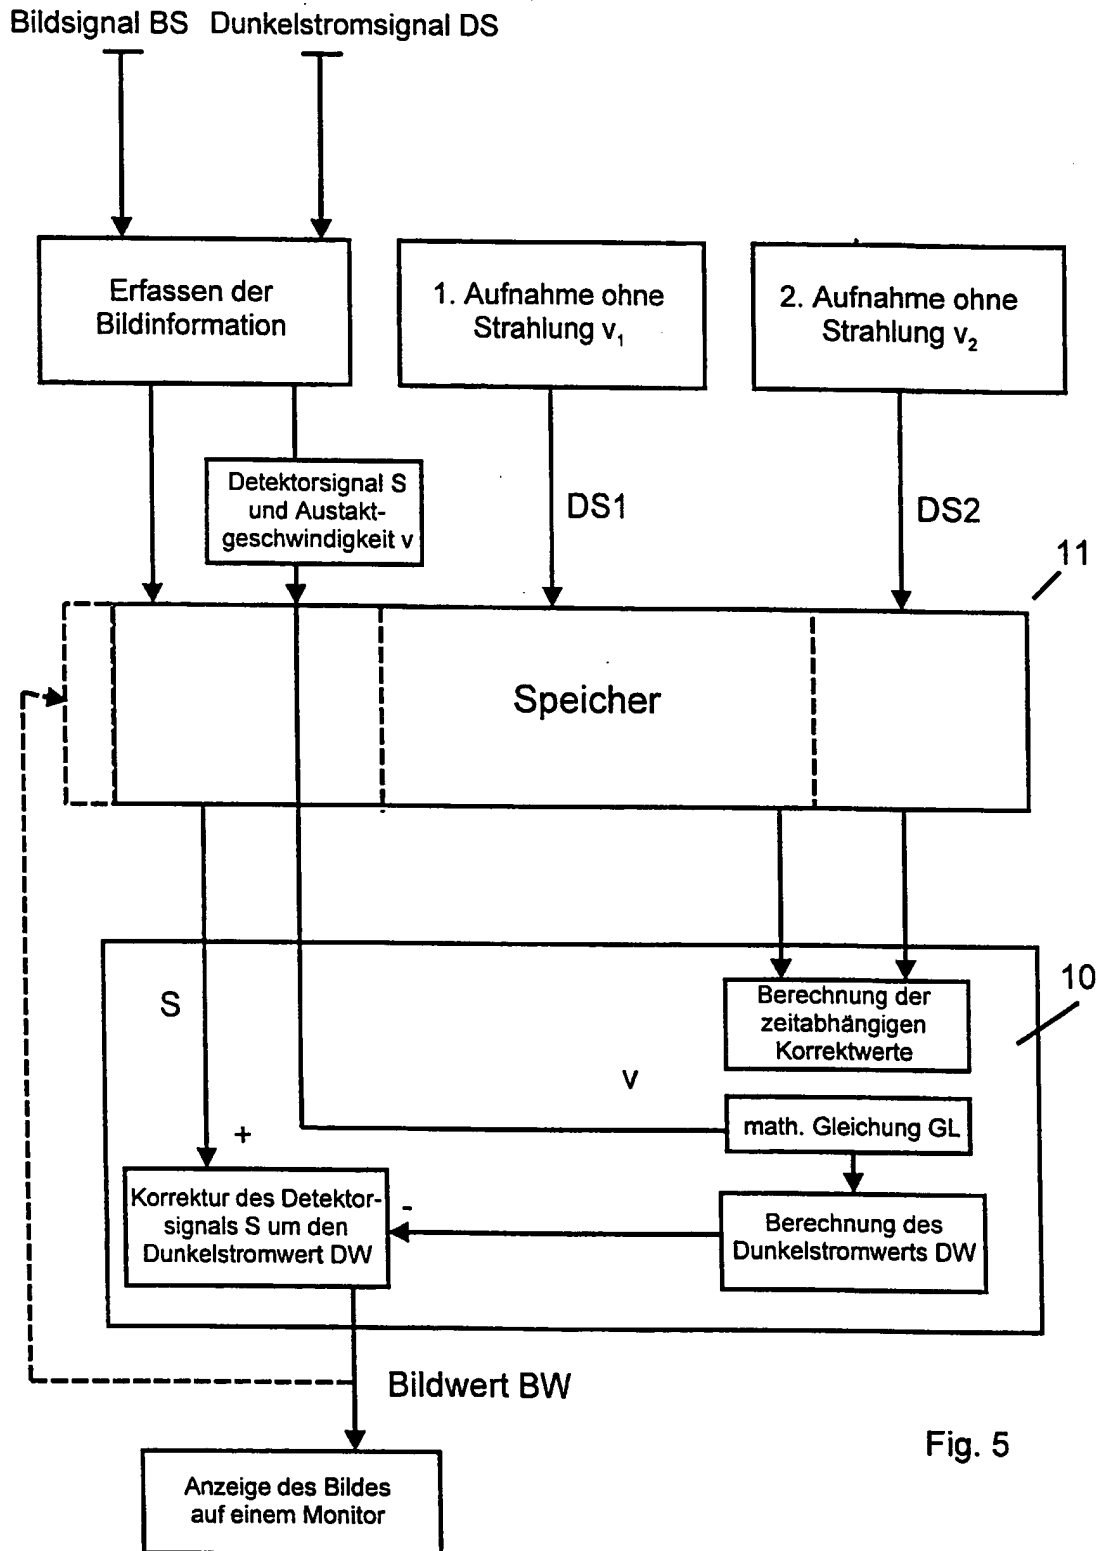 Bildsignal BS Dunkelstromsignal DS
Erfassen der
Bildinformation
1. Aufnahme ohne
Strahlung v₁
2. Aufnahme ohne
Strahlung v₂
Detektorsignal S
und Austakt-
geschwindigkeit v
DS1
DS2
11
Speicher
10
S
Berechnung der
zeitabhängigen
Korrektwerte
v
+
math. Gleichung GL
Korrektur des Detektor-
signals S um den
Dunkelstromwert DW
-
Berechnung des
Dunkelstromwerts DW
Bildwert BW
Fig. 5
Anzeige des Bildes
auf einem Monitor